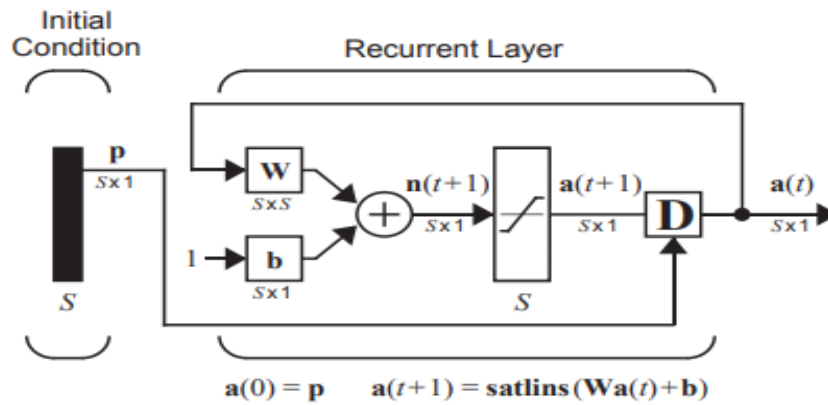 Initial
Condition
Recurrent Layer
p
S x 1
S
W
S x S
1
b
S x 1
n(t+1)
S x 1
S
a(t+1)
S x 1
D
a(t)
S x 1
a(0) = p a(t+1) = satlins(Wa(t)+b)